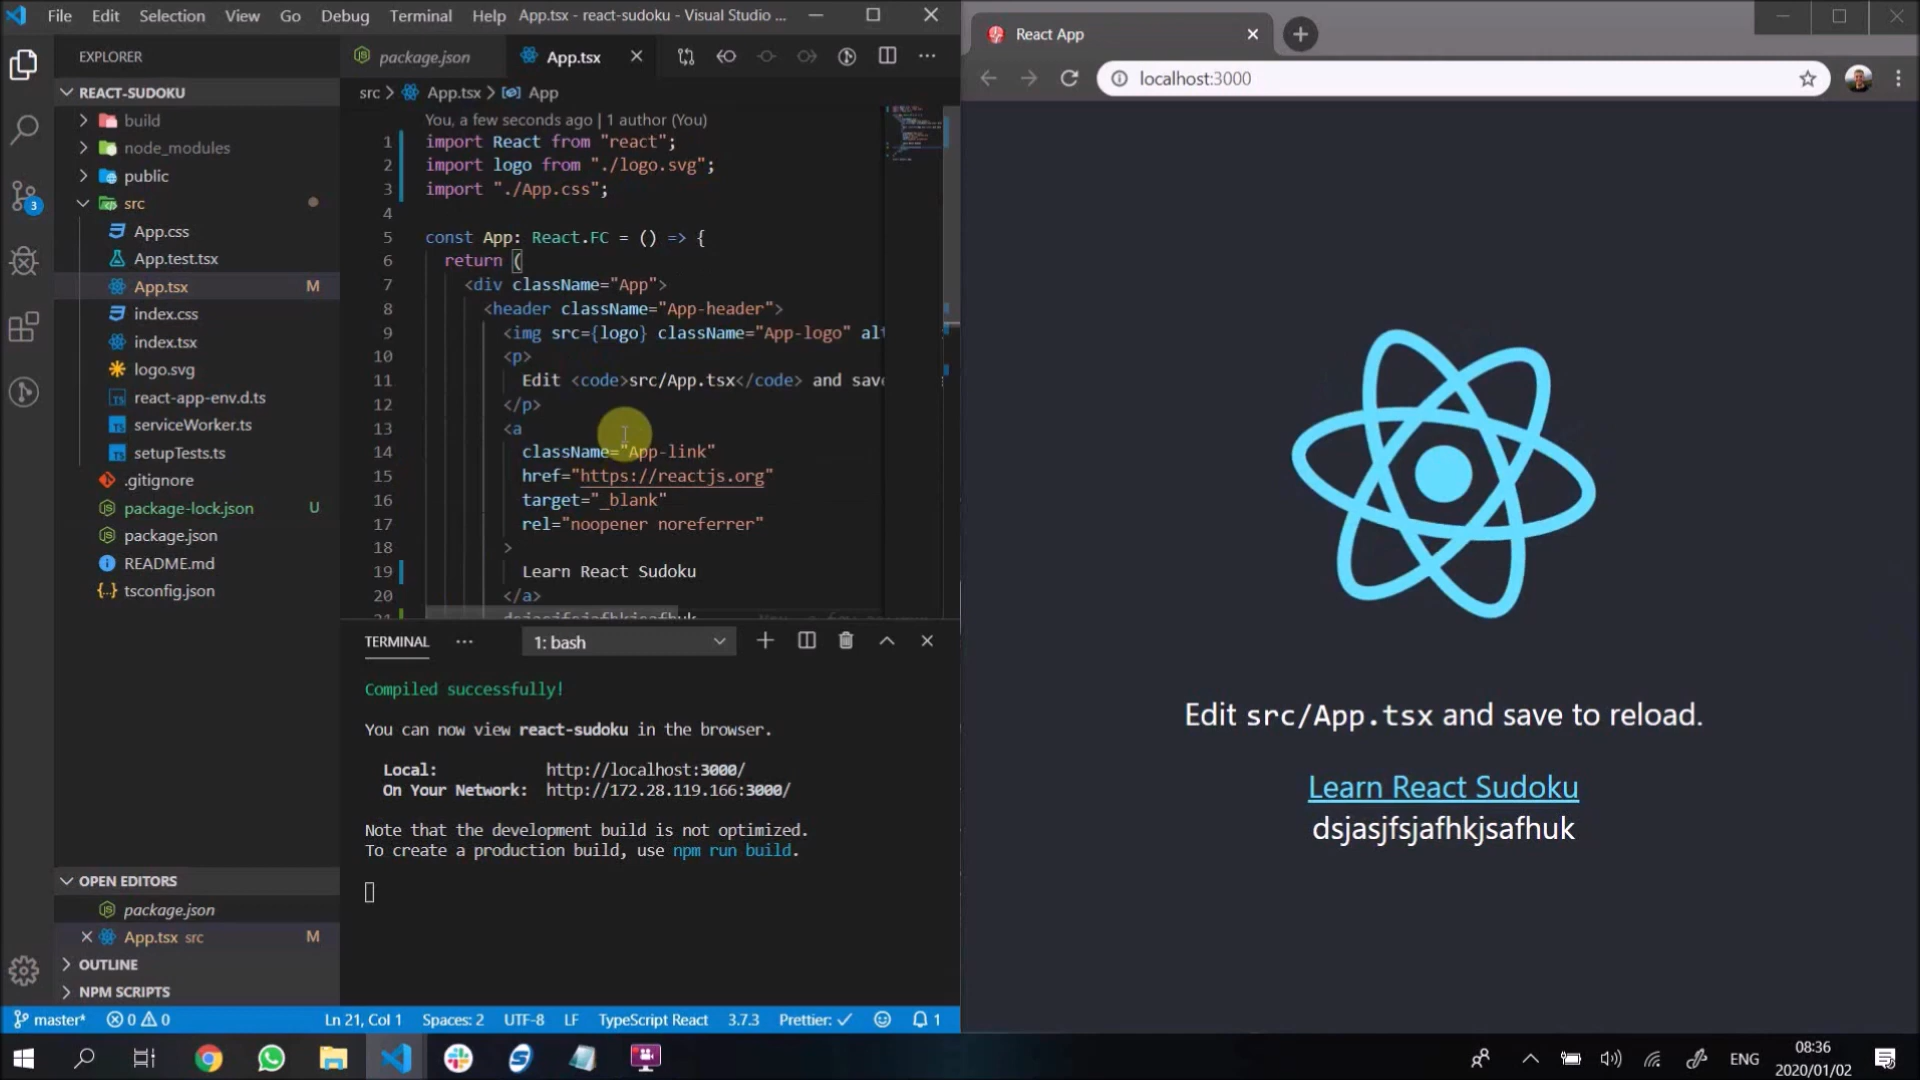 File Edit Selection View Go Debug Terminal Help App.tsx - react-sudoku - Visual Studio ...
EXPLORER
REACT-SUDOKU
build
node_modules
public
src
App.css
App.test.tsx
App.tsx M
index.css
index.tsx
logo.svg
react-app-env.d.ts
serviceWorker.ts
setupTests.ts
.gitignore
package-lock.json U
package.json
README.md
tsconfig.json
3
OPEN EDITORS
package.json
App.tsx src M
OUTLINE
NPM SCRIPTS
package.json App.tsx
src > App.tsx > App
You, a few seconds ago | 1 author (You)
1 import React from "react";
2 import logo from "./logo.svg";
3 import "./App.css";
4
5 const App: React.FC = () => {
6 return (
7 <div className="App">
8 <header className="App-header">
9 <img src={logo} className="App-logo" alt
10 <p>
11 Edit <code>src/App.tsx</code> and save
12 </p>
13 <a
14 className="App-link"
15 href="https://reactjs.org"
16 target="_blank"
17 rel="noopener noreferrer"
18 >
19 Learn React Sudoku
20 </a>
TERMINAL ... 1: bash
Compiled successfully!
You can now view react-sudoku in the browser.
Local: http://localhost:3000/
On Your Network: http://172.28.119.166:3000/
Note that the development build is not optimized.
To create a production build, use npm run build.
master* 0 0 Ln 21, Col 1 Spaces: 2 UTF-8 LF TypeScript React 3.7.3 Prettier: ✓ 1
React App
localhost:3000
Edit src/App.tsx and save to reload.
Learn React Sudoku
dsjasjfsjafhkjsafhuk
ENG
08:36
2020/01/02